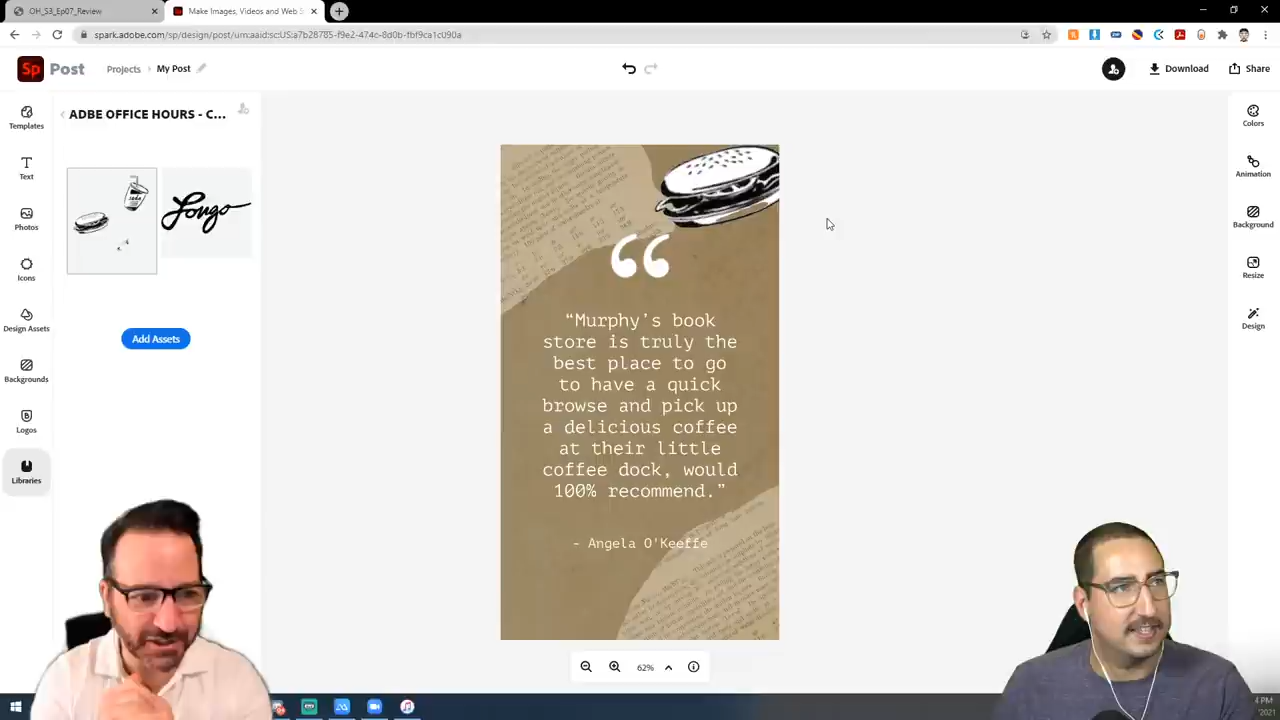 OH_S3_Ep07_Review
Make Images, Videos and Web S
spark.adobe.com/sp/design/post/urn:aaid:sc:US:a7b28785-f9e2-474c-8d0b-fbf9ca1c090a
Sp Post Projects > My Post Download Share
ADBE OFFICE HOURS - C...
Templates
Text
Photos
Icons
Design Assets
Backgrounds
Logos
Libraries
soda
Longo
Add Assets
“Murphy’s book
store is truly the
best place to go
to have a quick
browse and pick up
a delicious coffee
at their little
coffee dock, would
100% recommend.”
- Angela O'Keeffe
62%
Colors
Animation
Background
Resize
Design